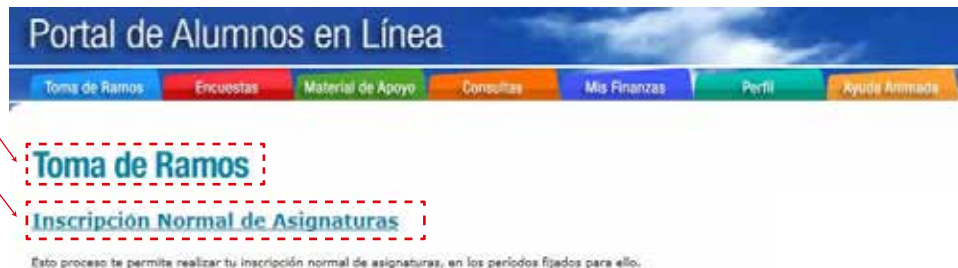 Portal de Alumnos en Línea
Toma de Ramos Encuestas Material de Apoyo Consultas Mis Finanzas Perfil Ayuda Animada
Toma de Ramos
Inscripción Normal de Asignaturas
Esto proceso te permite realizar tu inscripción normal de asignaturas, en los períodos fijados para ello.